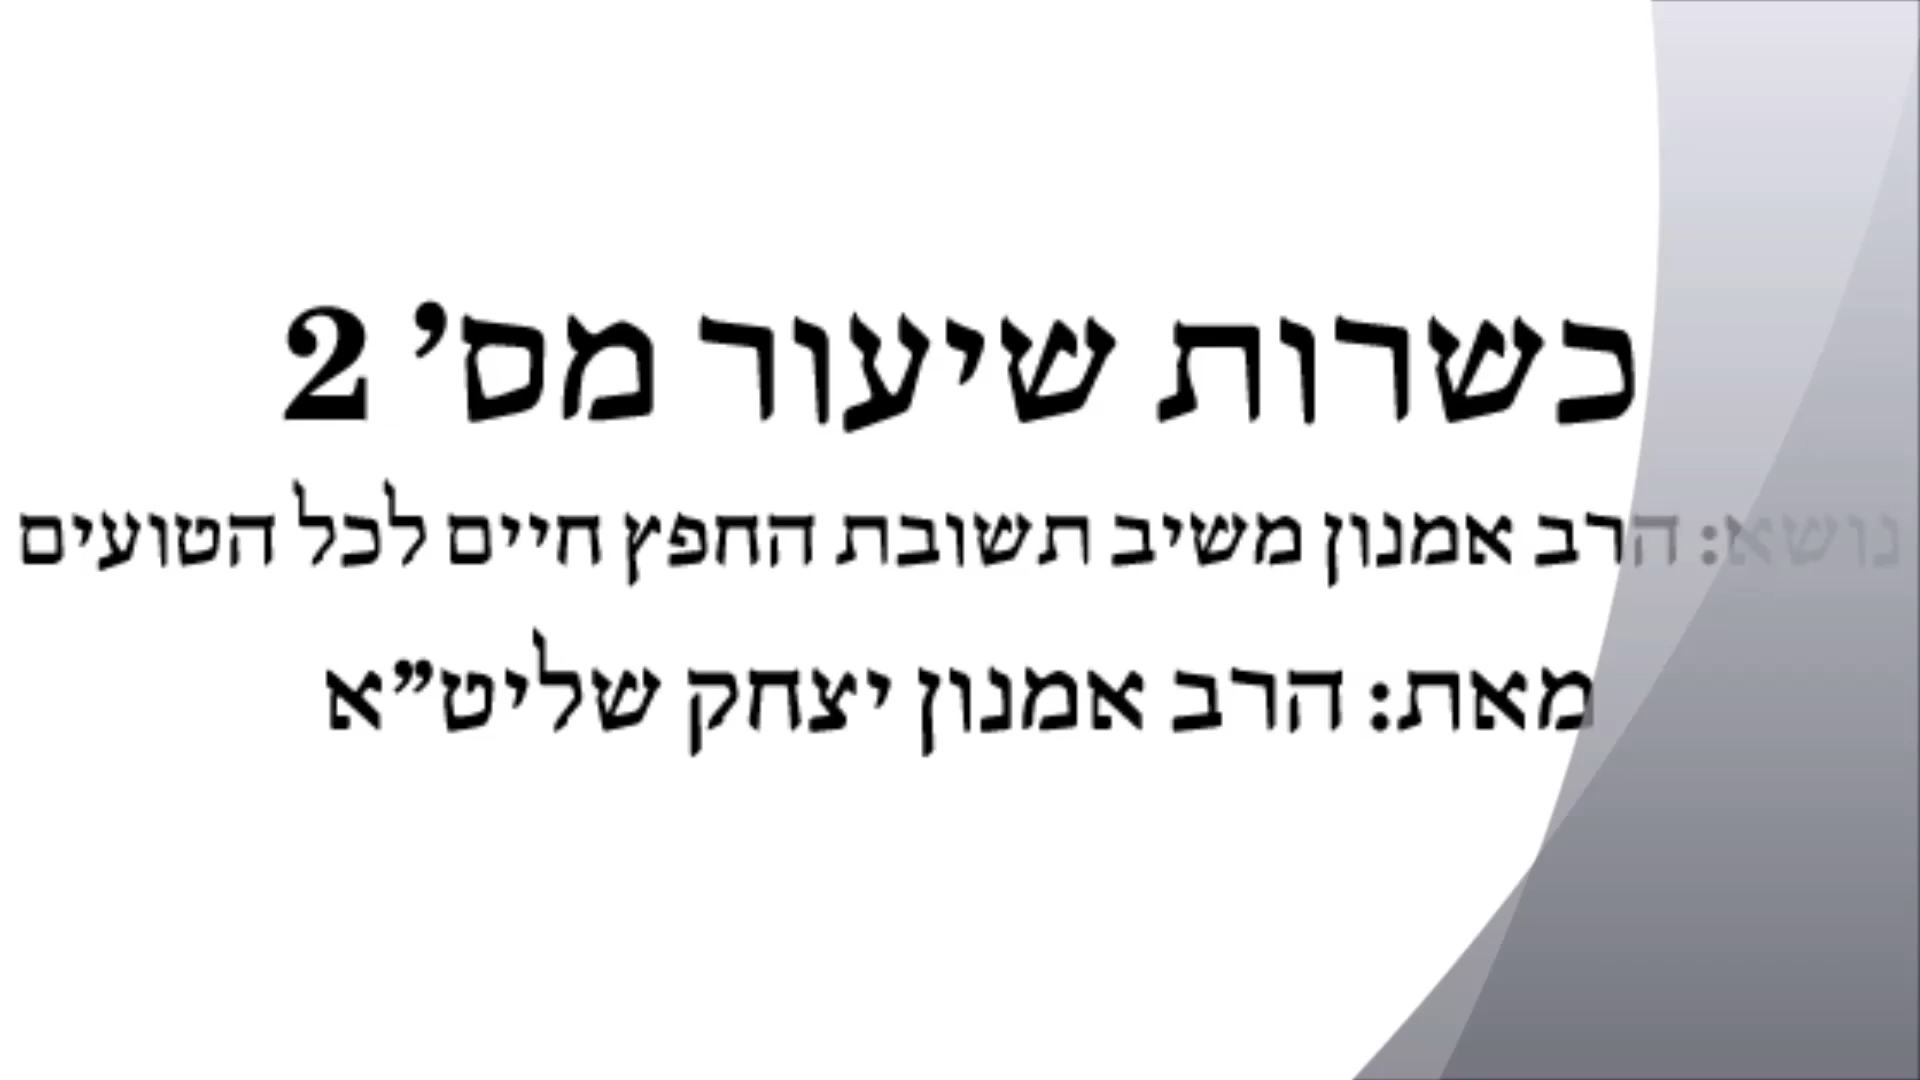 כשרות שיעור מס' 2
נושא: הרב אמנון משיב תשובת החפץ חיים לכל הטועים
מאת: הרב אמנון יצחק שליט"א